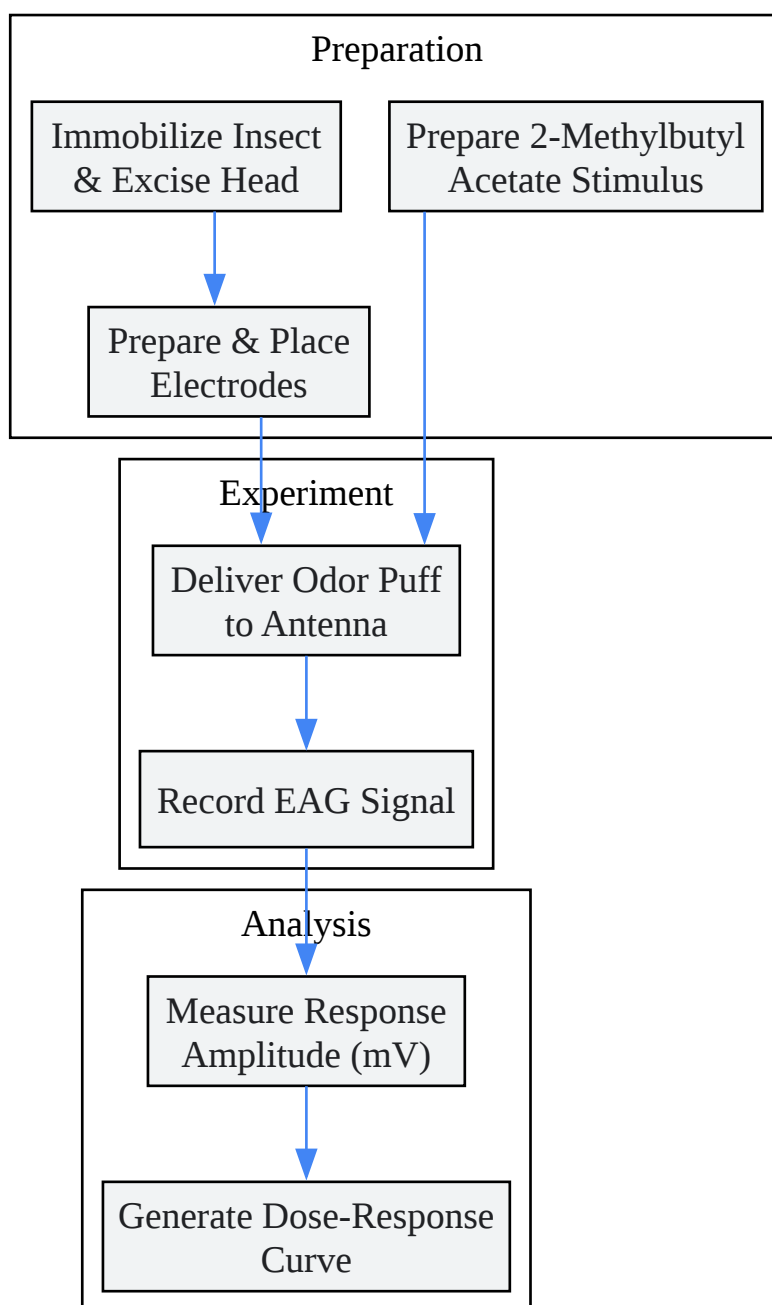 Preparation
Immobilize Insect
& Excise Head
Prepare 2-Methylbutyl
Acetate Stimulus
Prepare & Place
Electrodes
Experiment
Deliver Odor Puff
to Antenna
Record EAG Signal
Analysis
Measure Response
Amplitude (mV)
Generate Dose-Response
Curve